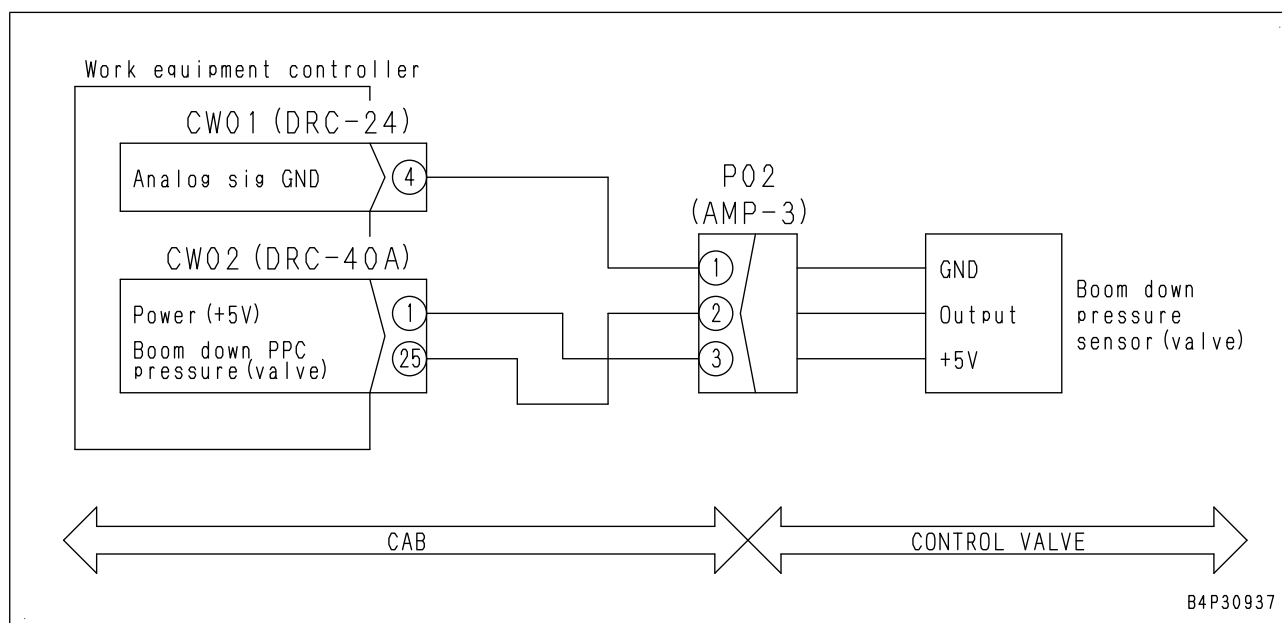 Work equipment controller
CW01(DRC-24)
Analog sig GND
4
CW02(DRC-40A)
Power(+5V)
1
Boom down PPC
pressure(valve)
25
P02
(AMP-3)
1
2
3
GND
Output
+5V
Boom down
pressure
sensor(valve)
CAB
CONTROL VALVE
B4P30937